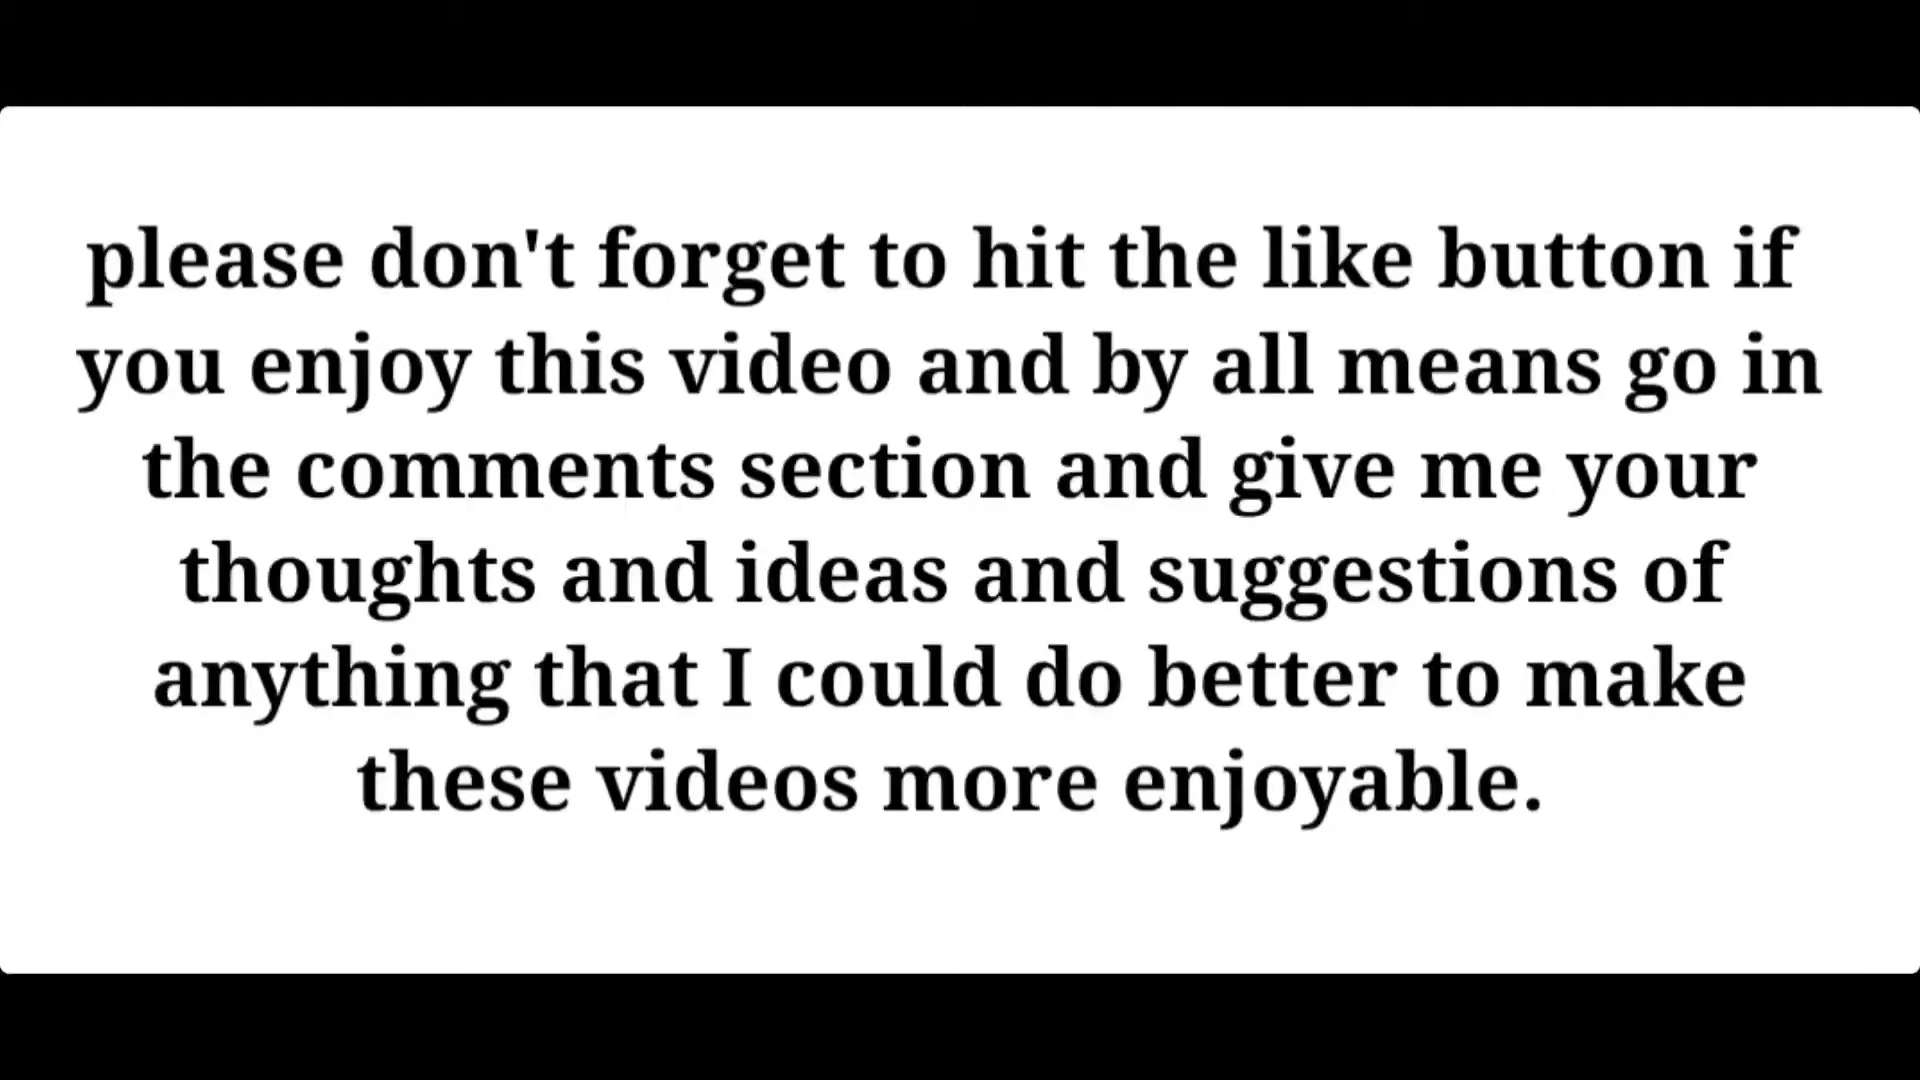 please don't forget to hit the like button if
you enjoy this video and by all means go in
the comments section and give me your
thoughts and ideas and suggestions of
anything that I could do better to make
these videos more enjoyable.